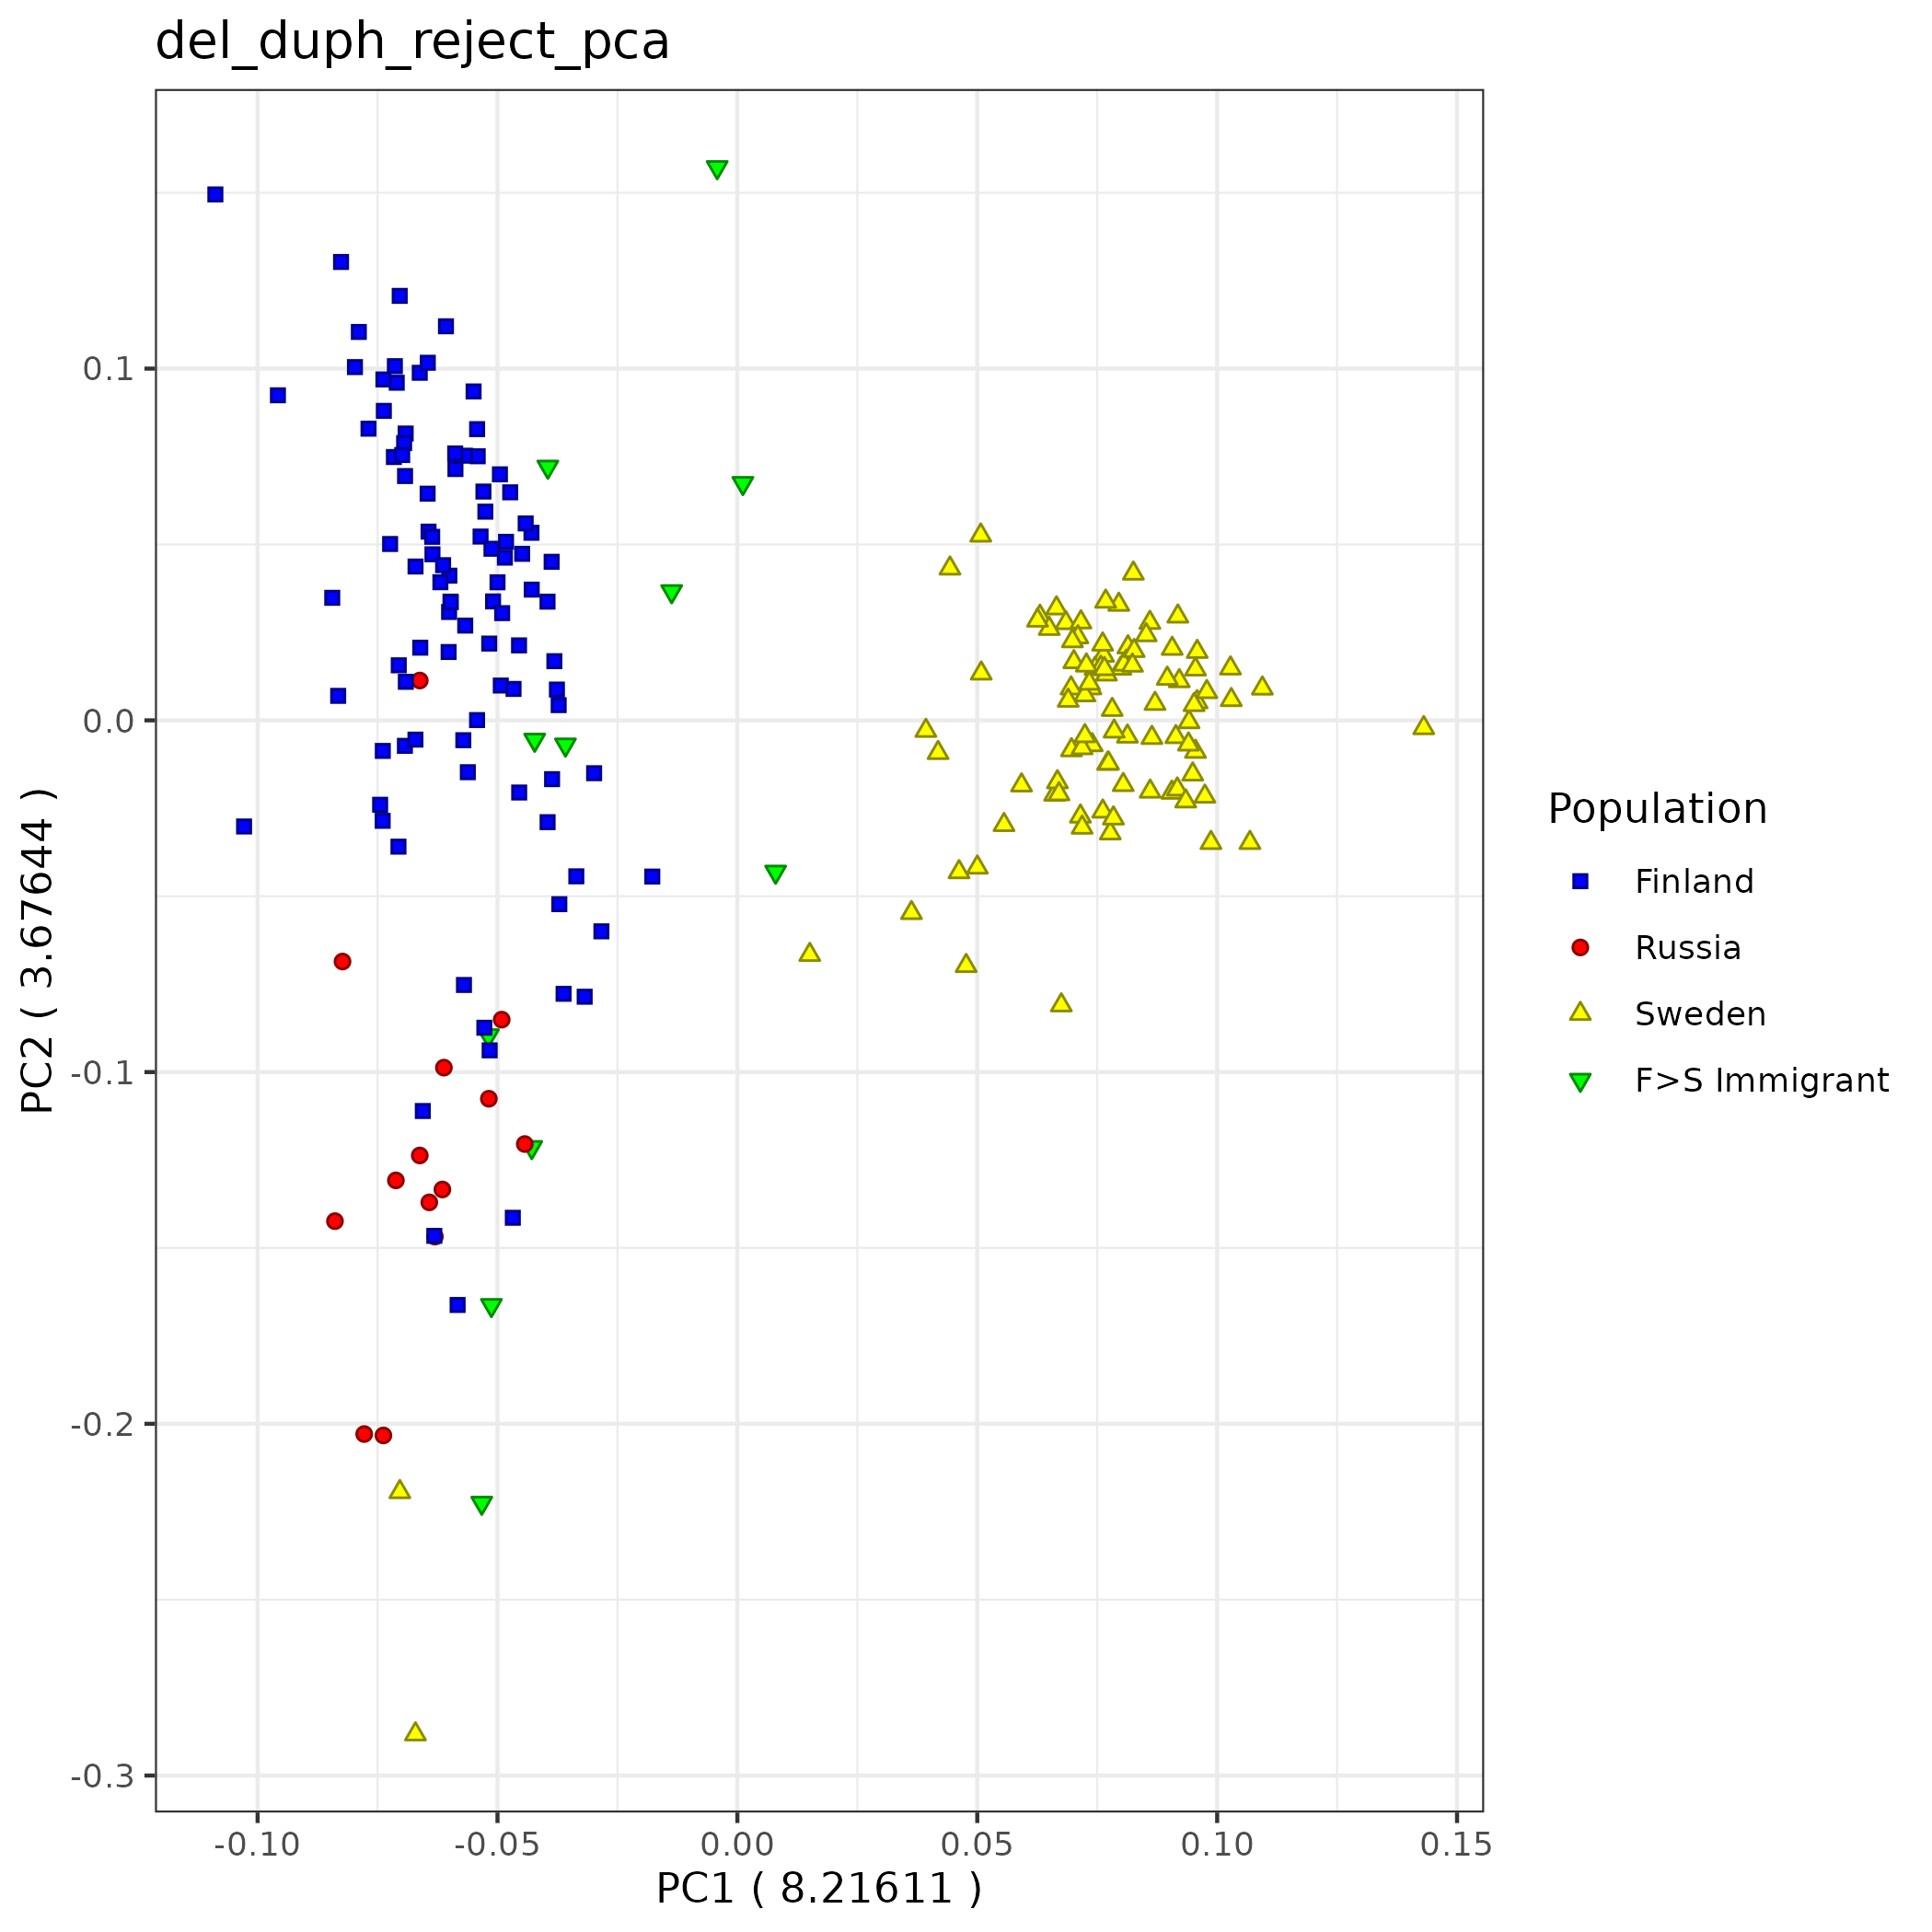 del_duph_reject_pca
0.1
0.0
-0.1
-0.2
-0.3
PC2 ( 3.67644 )
-0.10
-0.05
0.00
0.05
0.10
0.15
PC1 ( 8.21611 )
Population
Finland
Russia
Sweden
F>S Immigrant